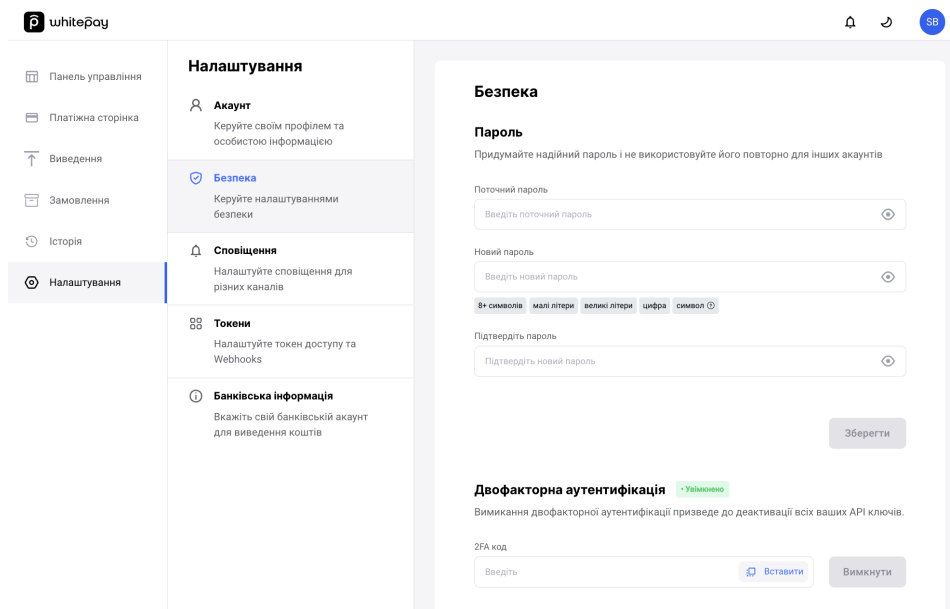 whitepay
SB
Панель управління
Платіжна сторінка
Виведення
Замовлення
Історія
Налаштування
Налаштування
Акаунт
Керуйте своїм профілем та
особистою інформацією
Безпека
Керуйте налаштуваннями
безпеки
Сповіщення
Налаштуйте сповіщення для
різних каналів
Токени
Налаштуйте токен доступу та
Webhooks
Банківська інформація
Вкажіть свій банківській акаунт
для виведення коштів
Безпека
Пароль
Придумайте надійний пароль і не використовуйте його повторно для інших акаунтів
Поточний пароль
Введіть поточний пароль
Новий пароль
Введіть новий пароль
8+ символів малі літери великі літери цифра символ
Підтвердіть пароль
Підтвердіть новий пароль
Зберегти
Двофакторна аутентифікація • Увімкнено
Вимикання двофакторної аутентифікації призведе до деактивації всіх ваших API ключів.
2FA код
Введіть Вставити Вимкнути